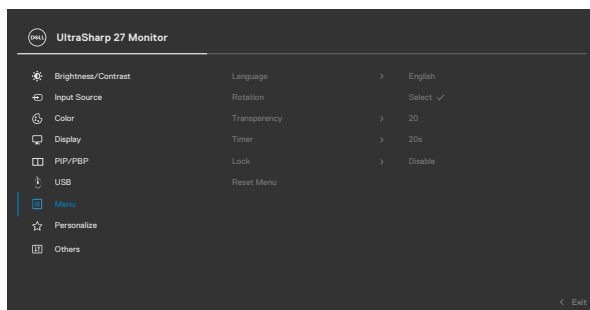 DELL UltraSharp 27 Monitor
Brightness/Contrast Language > English
Input Source Rotation Select ✓
Color Transparency > 20
Display Timer > 20s
PIP/PBP Lock > Disable
USB Reset Menu
Menu
Personalize
Others
< Exit